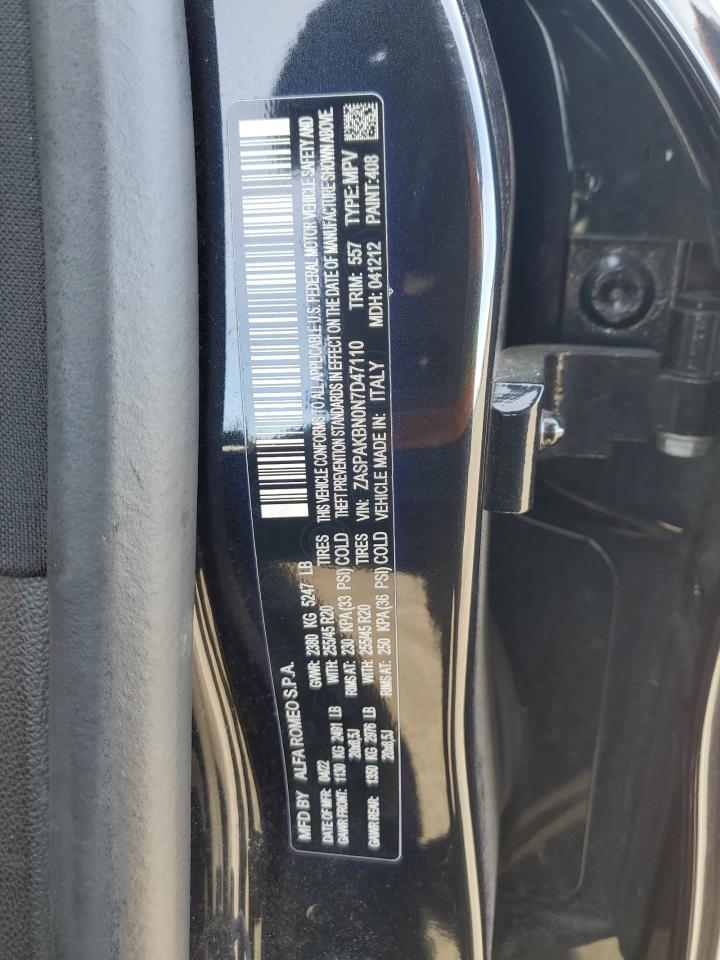 MFD BY ALFA ROMEO S.P.A.
DATE OF MFR: 04/22 GVWR: 2380 KG 5247 LB
GAWR FRONT: 1130 KG 2491 LB WITH: 255/45 R20 TIRES
20x8,5J RIMS AT: 230 KPA(33 PSI) COLD
GAWR REAR: 1350 KG 2976 LB WITH: 255/45 R20 TIRES
20x8,5J RIMS AT: 250 KPA(36 PSI) COLD
THIS VEHICLE CONFORMS TO ALL APPLICABLE U.S. FEDERAL MOTOR VEHICLE SAFETY AND
THEFT PREVENTION STANDARDS IN EFFECT ON THE DATE OF MANUFACTURE SHOWN ABOVE.
VIN: ZASPAKBN0N7D47110 TRIM: 557 TYPE:MPV
VEHICLE MADE IN: ITALY MDH: 041212 PAINT:408